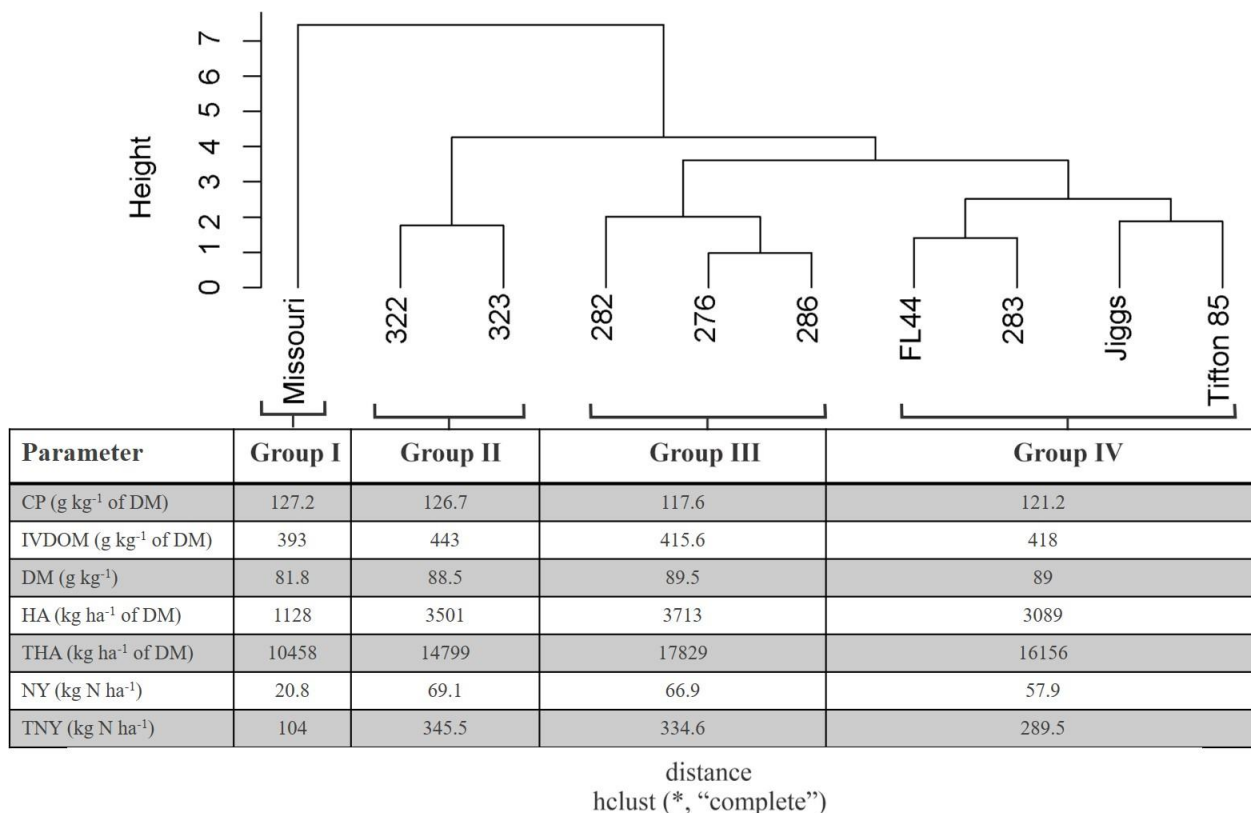 Height
0 1 2 3 4 5 6 7
Missouri 322 323 282 276 286 FL44 283 Jiggs Tifton 85
Parameter Group I Group II Group III Group IV
CP (g kg⁻¹ of DM) 127.2 126.7 117.6 121.2
IVDOM (g kg⁻¹ of DM) 393 443 415.6 418
DM (g kg⁻¹) 81.8 88.5 89.5 89
HA (kg ha⁻¹ of DM) 1128 3501 3713 3089
THA (kg ha⁻¹ of DM) 10458 14799 17829 16156
NY (kg N ha⁻¹) 20.8 69.1 66.9 57.9
TNY (kg N ha⁻¹) 104 345.5 334.6 289.5
distance
hclust (*, “complete”)